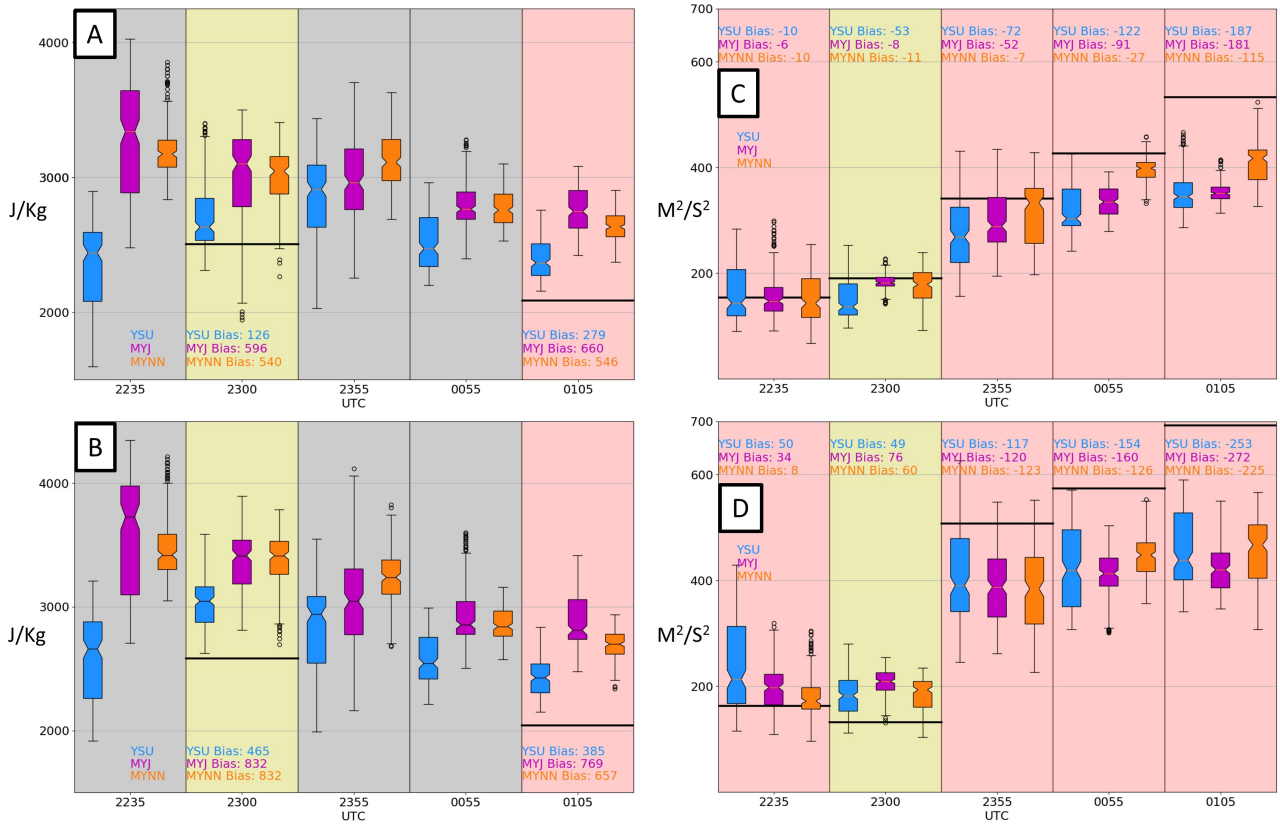 A
4000
3000
J/Kg
2000
YSU
MYJ
MYNN
YSU Bias: 126
MYJ Bias: 596
MYNN Bias: 540
YSU Bias: 279
MYJ Bias: 660
MYNN Bias: 546
2235
2300
2355
0055
0105
UTC
C
700
600
400
M²/S²
200
YSU Bias: -10
MYJ Bias: -6
MYNN Bias: -10
YSU Bias: -53
MYJ Bias: -8
MYNN Bias: -11
YSU Bias: -72
MYJ Bias: -52
MYNN Bias: -7
YSU Bias: -122
MYJ Bias: -91
MYNN Bias: -27
YSU Bias: -187
MYJ Bias: -181
MYNN Bias: -115
YSU
MYJ
MYNN
2235
2300
2355
0055
0105
UTC
B
4000
3000
J/Kg
2000
YSU
MYJ
MYNN
YSU Bias: 465
MYJ Bias: 832
MYNN Bias: 832
YSU Bias: 385
MYJ Bias: 769
MYNN Bias: 657
2235
2300
2355
0055
0105
UTC
D
700
600
400
M²/S²
200
YSU Bias: 50
MYJ Bias: 34
MYNN Bias: 8
YSU Bias: 49
MYJ Bias: 76
MYNN Bias: 60
YSU Bias: -117
MYJ Bias: -120
MYNN Bias: -123
YSU Bias: -154
MYJ Bias: -160
MYNN Bias: -126
YSU Bias: -253
MYJ Bias: -272
MYNN Bias: -225
YSU
MYJ
MYNN
2235
2300
2355
0055
0105
UTC